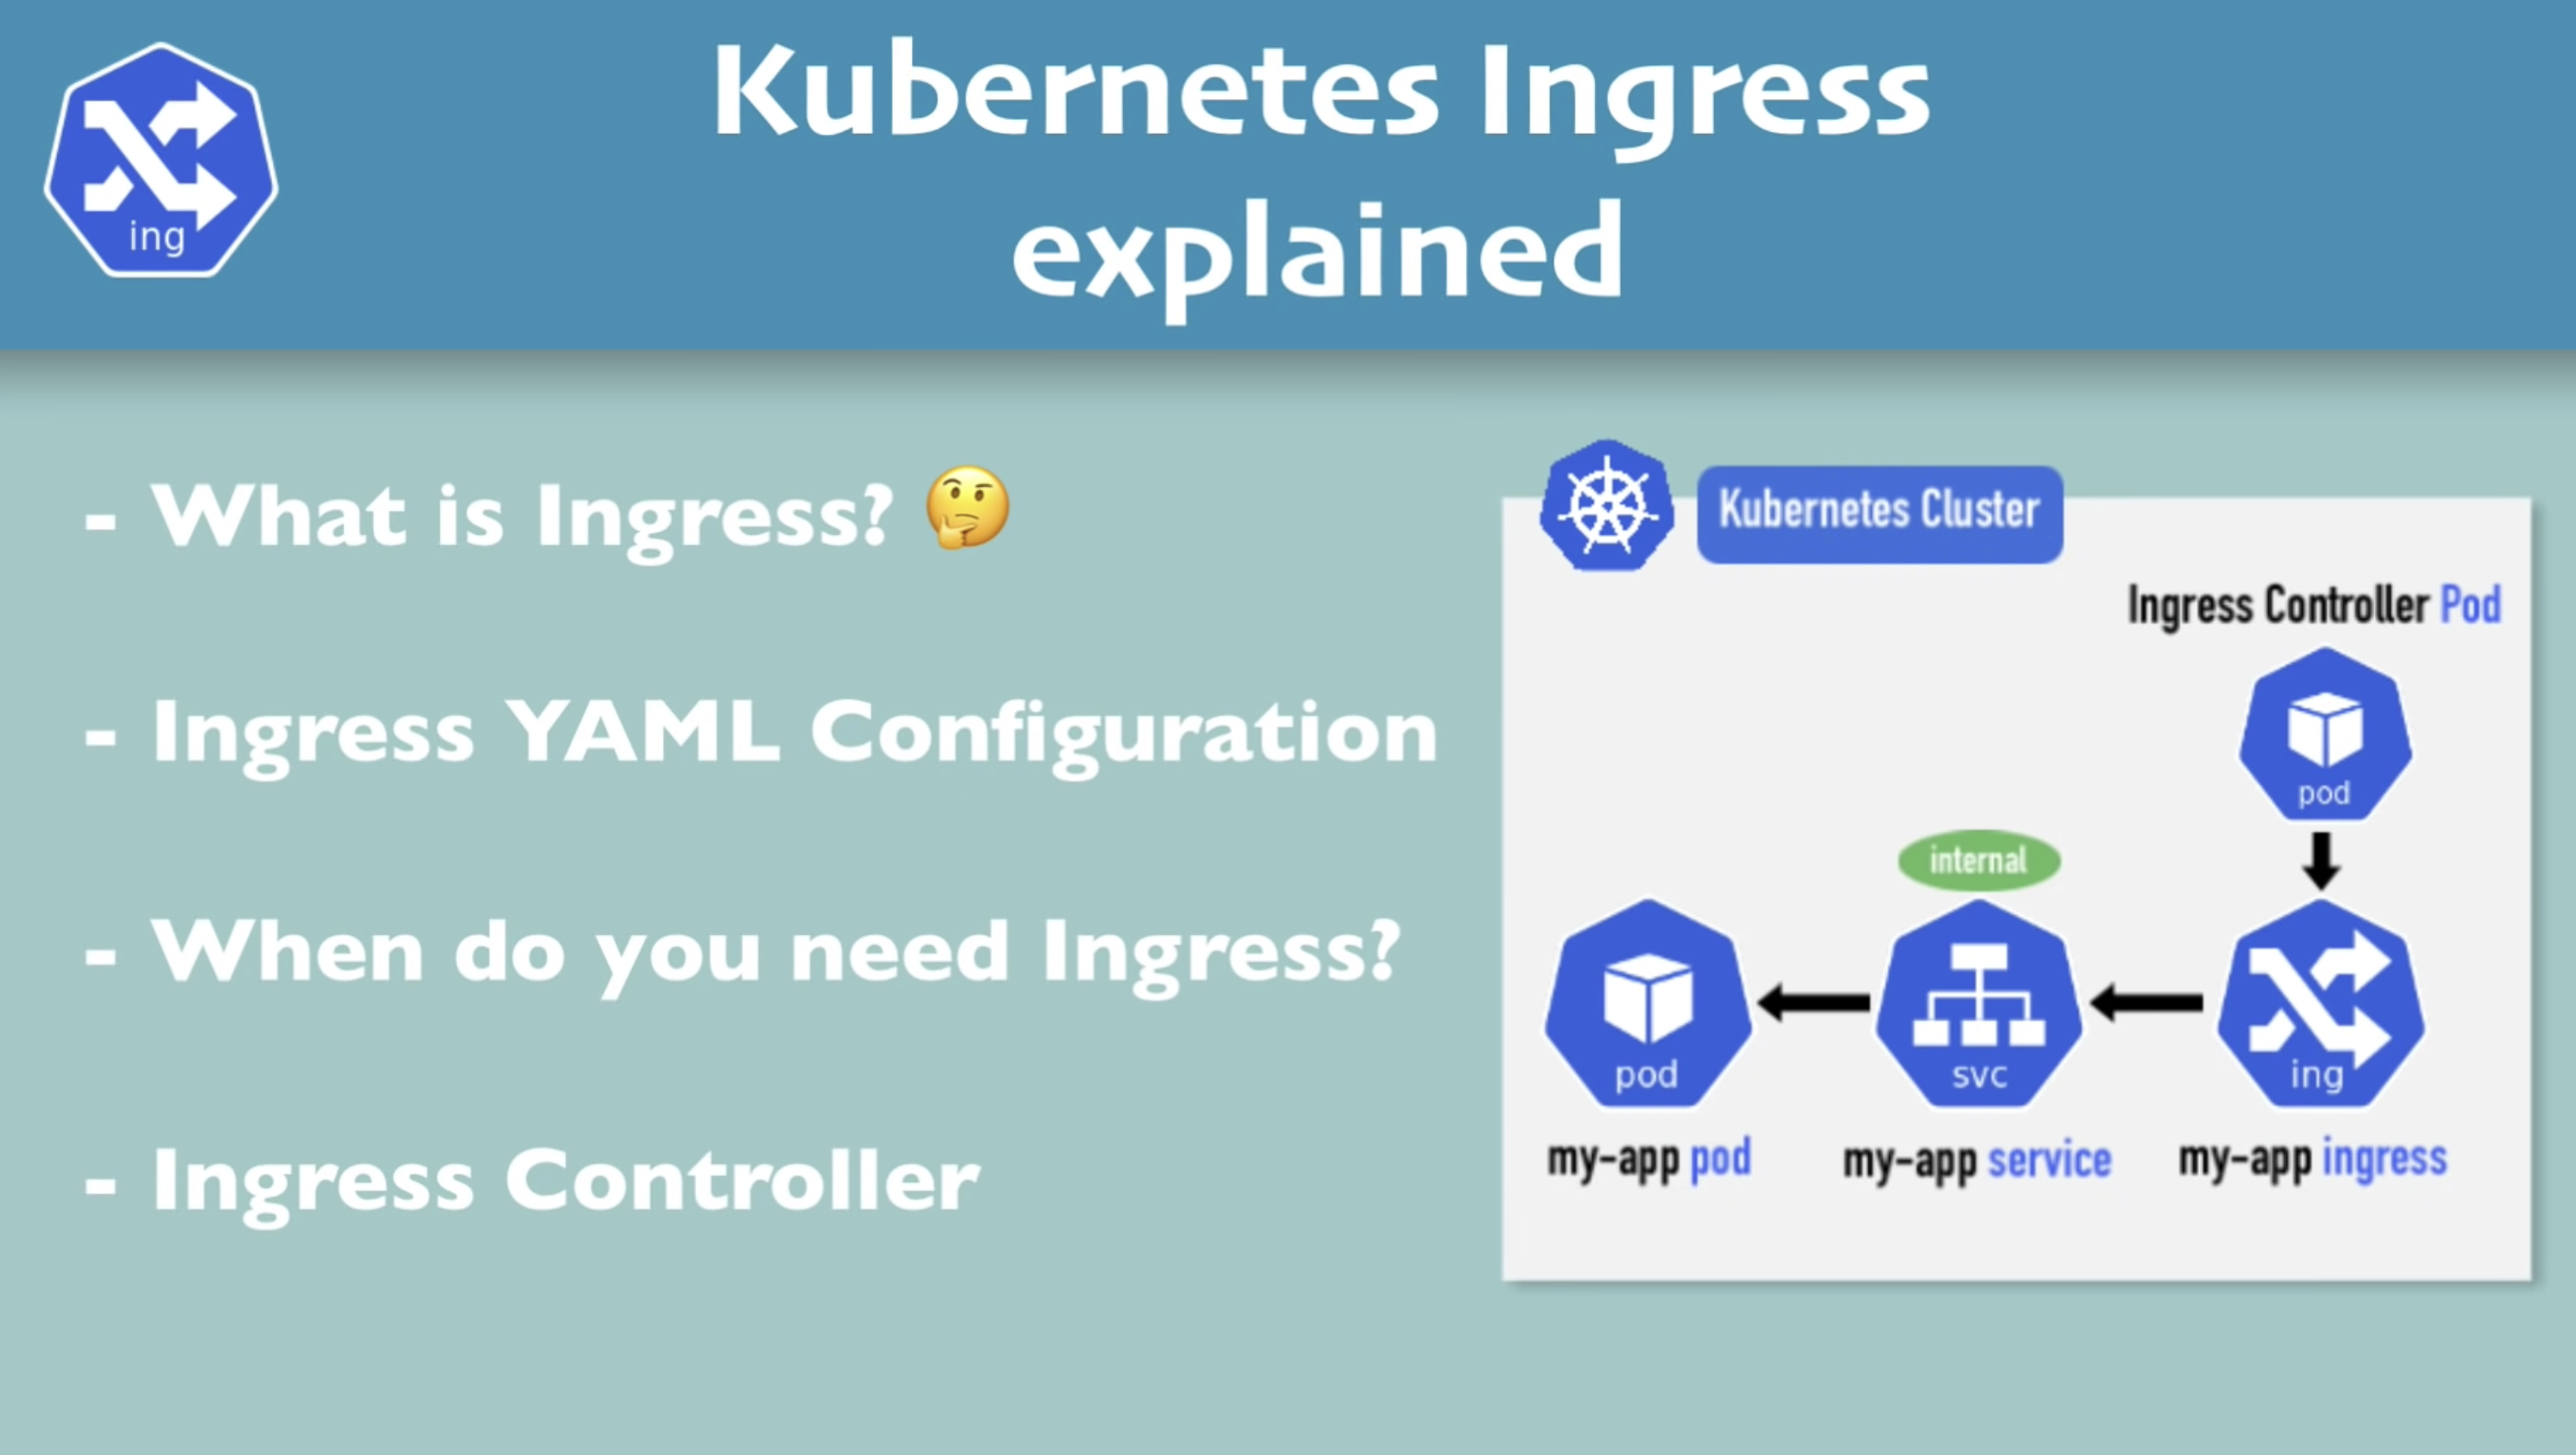 ing
Kubernetes Ingress
explained
- What is Ingress? 🤔
- Ingress YAML Configuration
- When do you need Ingress?
- Ingress Controller
Kubernetes Cluster
Ingress Controller Pod
pod
internal
pod
svc
ing
my-app pod
my-app service
my-app ingress